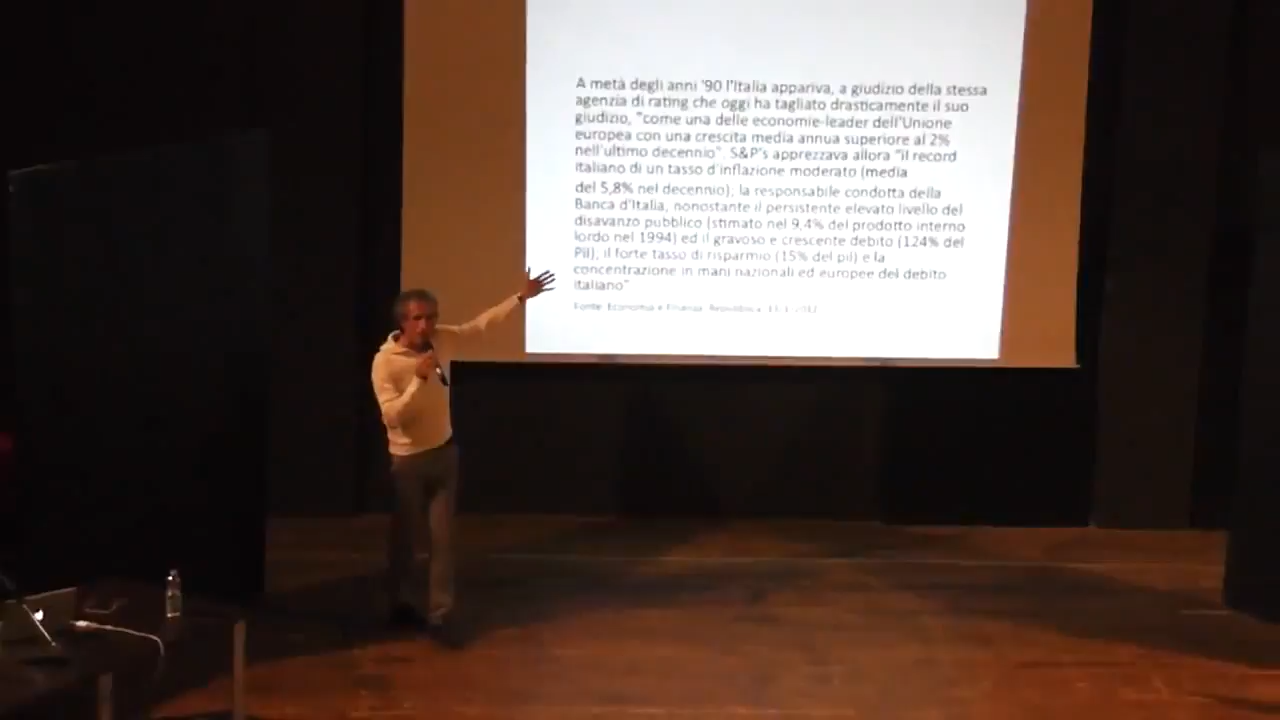 A metà degli anni '90 l'Italia appariva, a giudizio della stessa
agenzia di rating che oggi ha tagliato drasticamente il suo
giudizio, "come una delle economie-leader dell'Unione
europea con una crescita media annua superiore al 2%
nell'ultimo decennio". S&P's apprezzava allora "il record
italiano di un tasso d'inflazione moderato (media
del 5,8% nel decennio); la responsabile condotta della
Banca d'Italia, nonostante il persistente elevato livello del
disavanzo pubblico (stimato nel 9,4% del prodotto interno
lordo nel 1994) ed il gravoso e crescente debito (124% del
Pil); il forte tasso di risparmio (15% del pil) e la
concentrazione in mani nazionali ed europee del debito
italiano"
Fonte: Economia e Finanza, Repubblica,